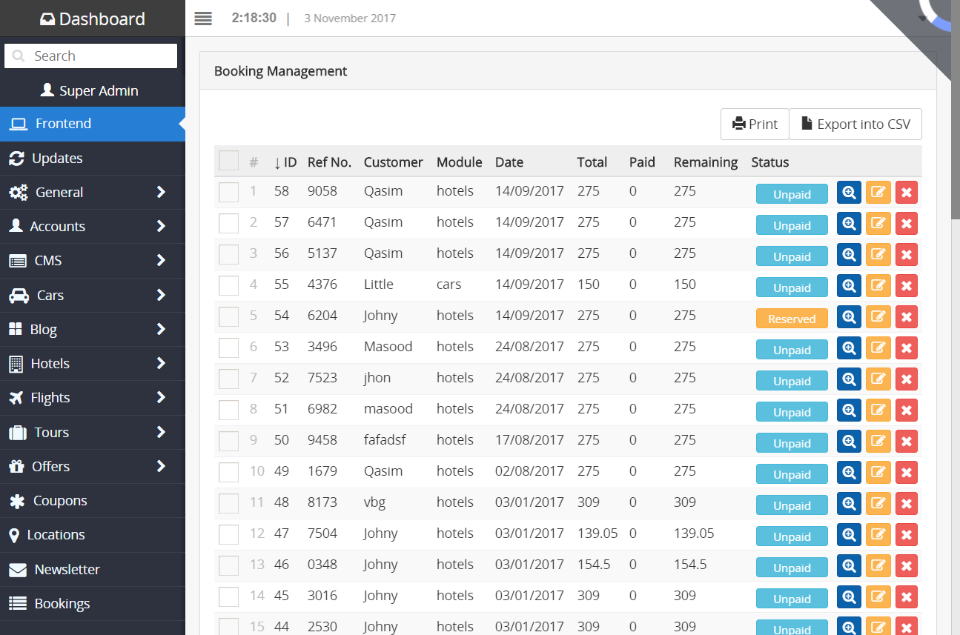 Dashboard
2:18:30 | 3 November 2017
Search
Super Admin
Frontend
Updates
General
Accounts
CMS
Cars
Blog
Hotels
Flights
Tours
Offers
Coupons
Locations
Newsletter
Bookings
Booking Management
Print Export into CSV
# ↓ ID Ref No. Customer Module Date Total Paid Remaining Status
1 58 9058 Qasim hotels 14/09/2017 275 0 275 Unpaid
2 57 6471 Qasim hotels 14/09/2017 275 0 275 Unpaid
3 56 5137 Qasim hotels 14/09/2017 275 0 275 Unpaid
4 55 4376 Little cars 14/09/2017 150 0 150 Unpaid
5 54 6204 Johny hotels 14/09/2017 275 0 275 Reserved
6 53 3496 Masood hotels 24/08/2017 275 0 275 Unpaid
7 52 7523 jhon hotels 24/08/2017 275 0 275 Unpaid
8 51 6982 masood hotels 24/08/2017 275 0 275 Unpaid
9 50 9458 fafadsf hotels 17/08/2017 275 0 275 Unpaid
10 49 1679 Qasim hotels 02/08/2017 275 0 275 Unpaid
11 48 8173 vbg hotels 03/01/2017 309 0 309 Unpaid
12 47 7504 Johny hotels 03/01/2017 139.05 0 139.05 Unpaid
13 46 0348 Johny hotels 03/01/2017 154.5 0 154.5 Unpaid
14 45 3016 Johny hotels 03/01/2017 309 0 309 Unpaid
15 44 2530 Johny hotels 03/01/2017 309 0 309 Unpaid